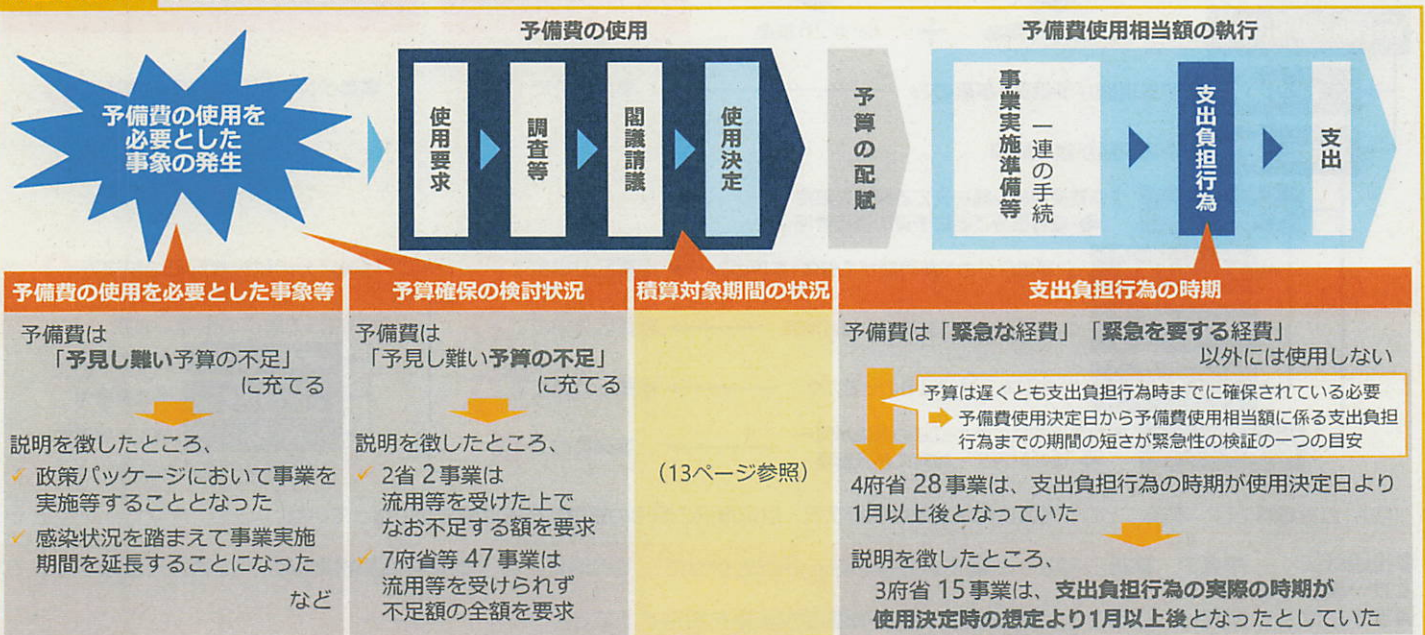 予備費の使用
予備費使用相当額の執行
予備費の使用を
必要とした
事象の発生
使用要求
調査等
閣議請議
使用決定
予算の配賦
事業実施準備等
一連の手続
支出負担行為
支出
予備費の使用を必要とした事象等
予備費は
「予見し難い予算の不足」
に充てる
説明を徴したところ、
✓ 政策パッケージにおいて事業を
実施等することとなった
✓ 感染状況を踏まえて事業実施
期間を延長することになった
など
予算確保の検討状況
予備費は
「予見し難い予算の不足」
に充てる
説明を徴したところ、
✓ 2省2事業は
流用等を受けた上で
なお不足する額を要求
✓ 7府省等 47事業は
流用等を受けられず
不足額の全額を要求
積算対象期間の状況
(13ページ参照)
支出負担行為の時期
予備費は「緊急な経費」「緊急を要する経費」
以外には使用しない
予算は遅くとも支出負担行為時までに確保されている必要
予備費使用決定日から予備費使用相当額に係る支出負担
行為までの期間の短さが緊急性の検証の一つの目安
4府省 28事業は、支出負担行為の時期が使用決定日より
1月以上後となっていた
説明を徴したところ、
3府省 15事業は、支出負担行為の実際の時期が
使用決定時の想定より1月以上後となったとしていた